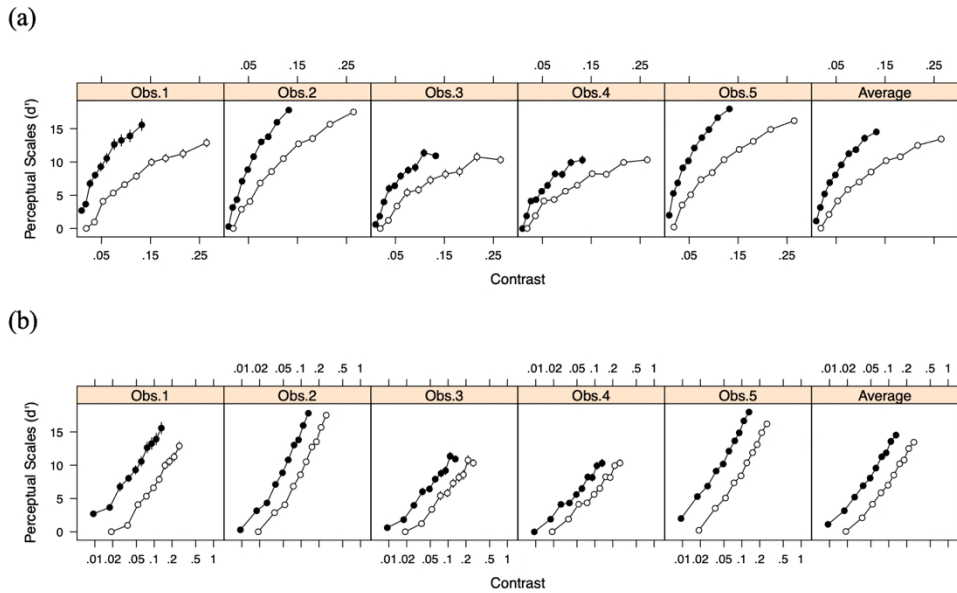 (a)
.05 .15 .25 .05 .15 .25 .05 .15 .25
Obs.1 Obs.2 Obs.3 Obs.4 Obs.5 Average
Perceptual Scales (d')
15
10
5
0
.05 .15 .25 .05 .15 .25 .05 .15 .25
Contrast
(b)
.01 .02 .05 .1 .2 .5 1 .01 .02 .05 .1 .2 .5 1 .01 .02 .05 .1 .2 .5 1
Obs.1 Obs.2 Obs.3 Obs.4 Obs.5 Average
Perceptual Scales (d')
15
10
5
0
.01 .02 .05 .1 .2 .5 1 .01 .02 .05 .1 .2 .5 1 .01 .02 .05 .1 .2 .5 1
Contrast